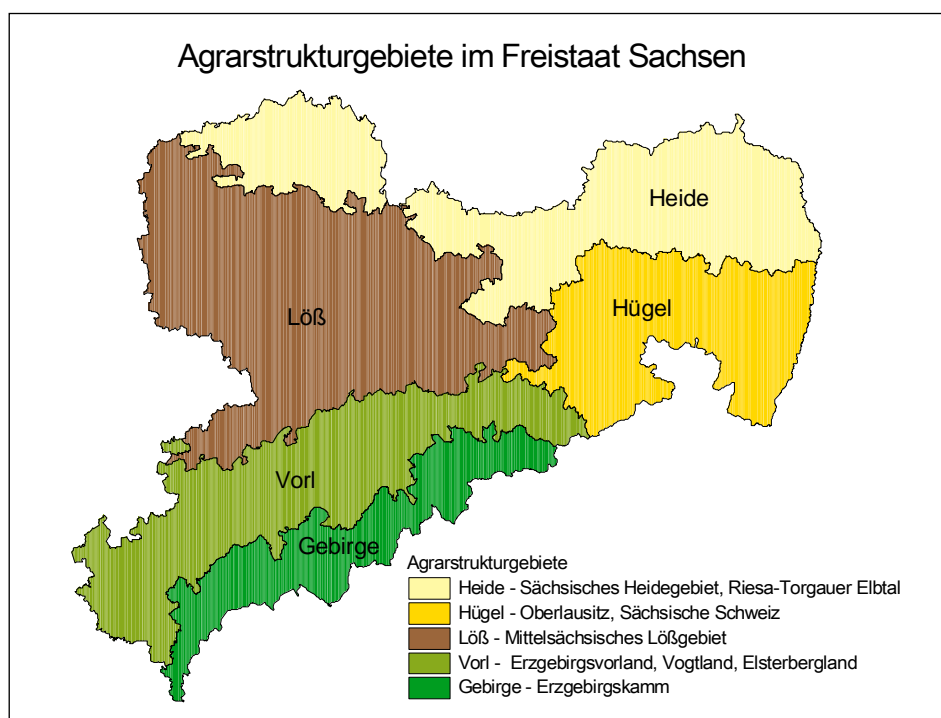 Agrarstrukturgebiete im Freistaat Sachsen
Heide
Hügel
Löß
Vorl
Gebirge
Agrarstrukturgebiete
Heide - Sächsisches Heidegebiet, Riesa-Torgauer Elbtal
Hügel - Oberlausitz, Sächsische Schweiz
Löß - Mittelsächsisches Lößgebiet
Vorl - Erzgebirgsvorland, Vogtland, Elsterbergland
Gebirge - Erzgebirgskamm